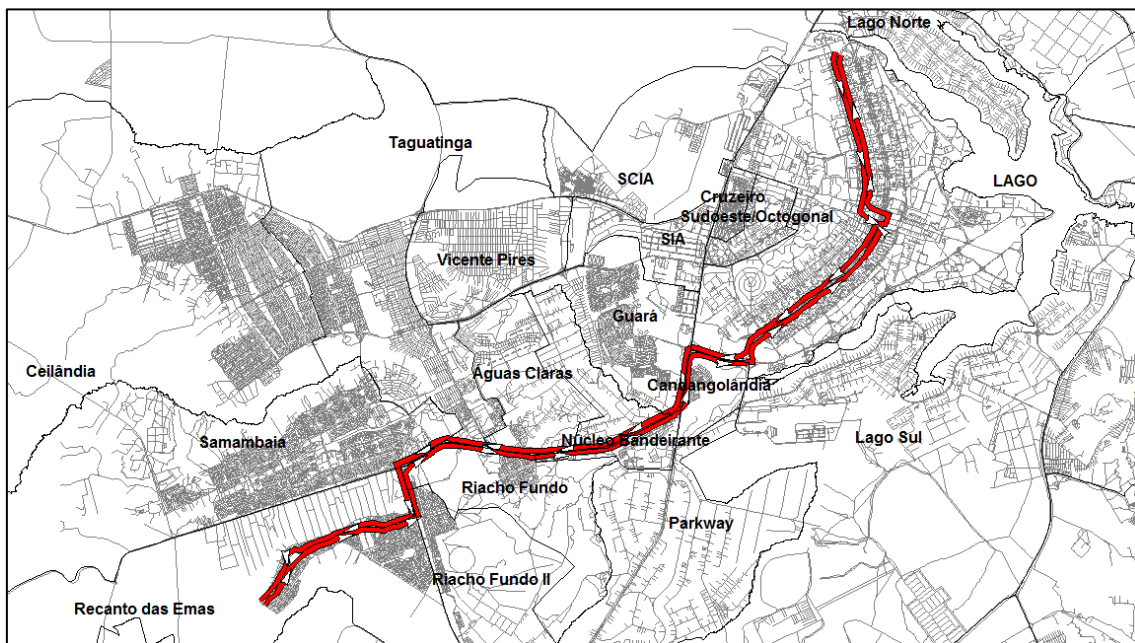 Lago Norte
Taguatinga
SCIA
LAGO
Cruzeiro
Sudoeste/Octogonal
SIA
Vicente Pires
Guará
Ceilândia
Águas Claras
Candangolândia
Samambaia
Núcleo Bandeirante
Lago Sul
Riacho Fundo
Parkway
Riacho Fundo II
Recanto das Emas